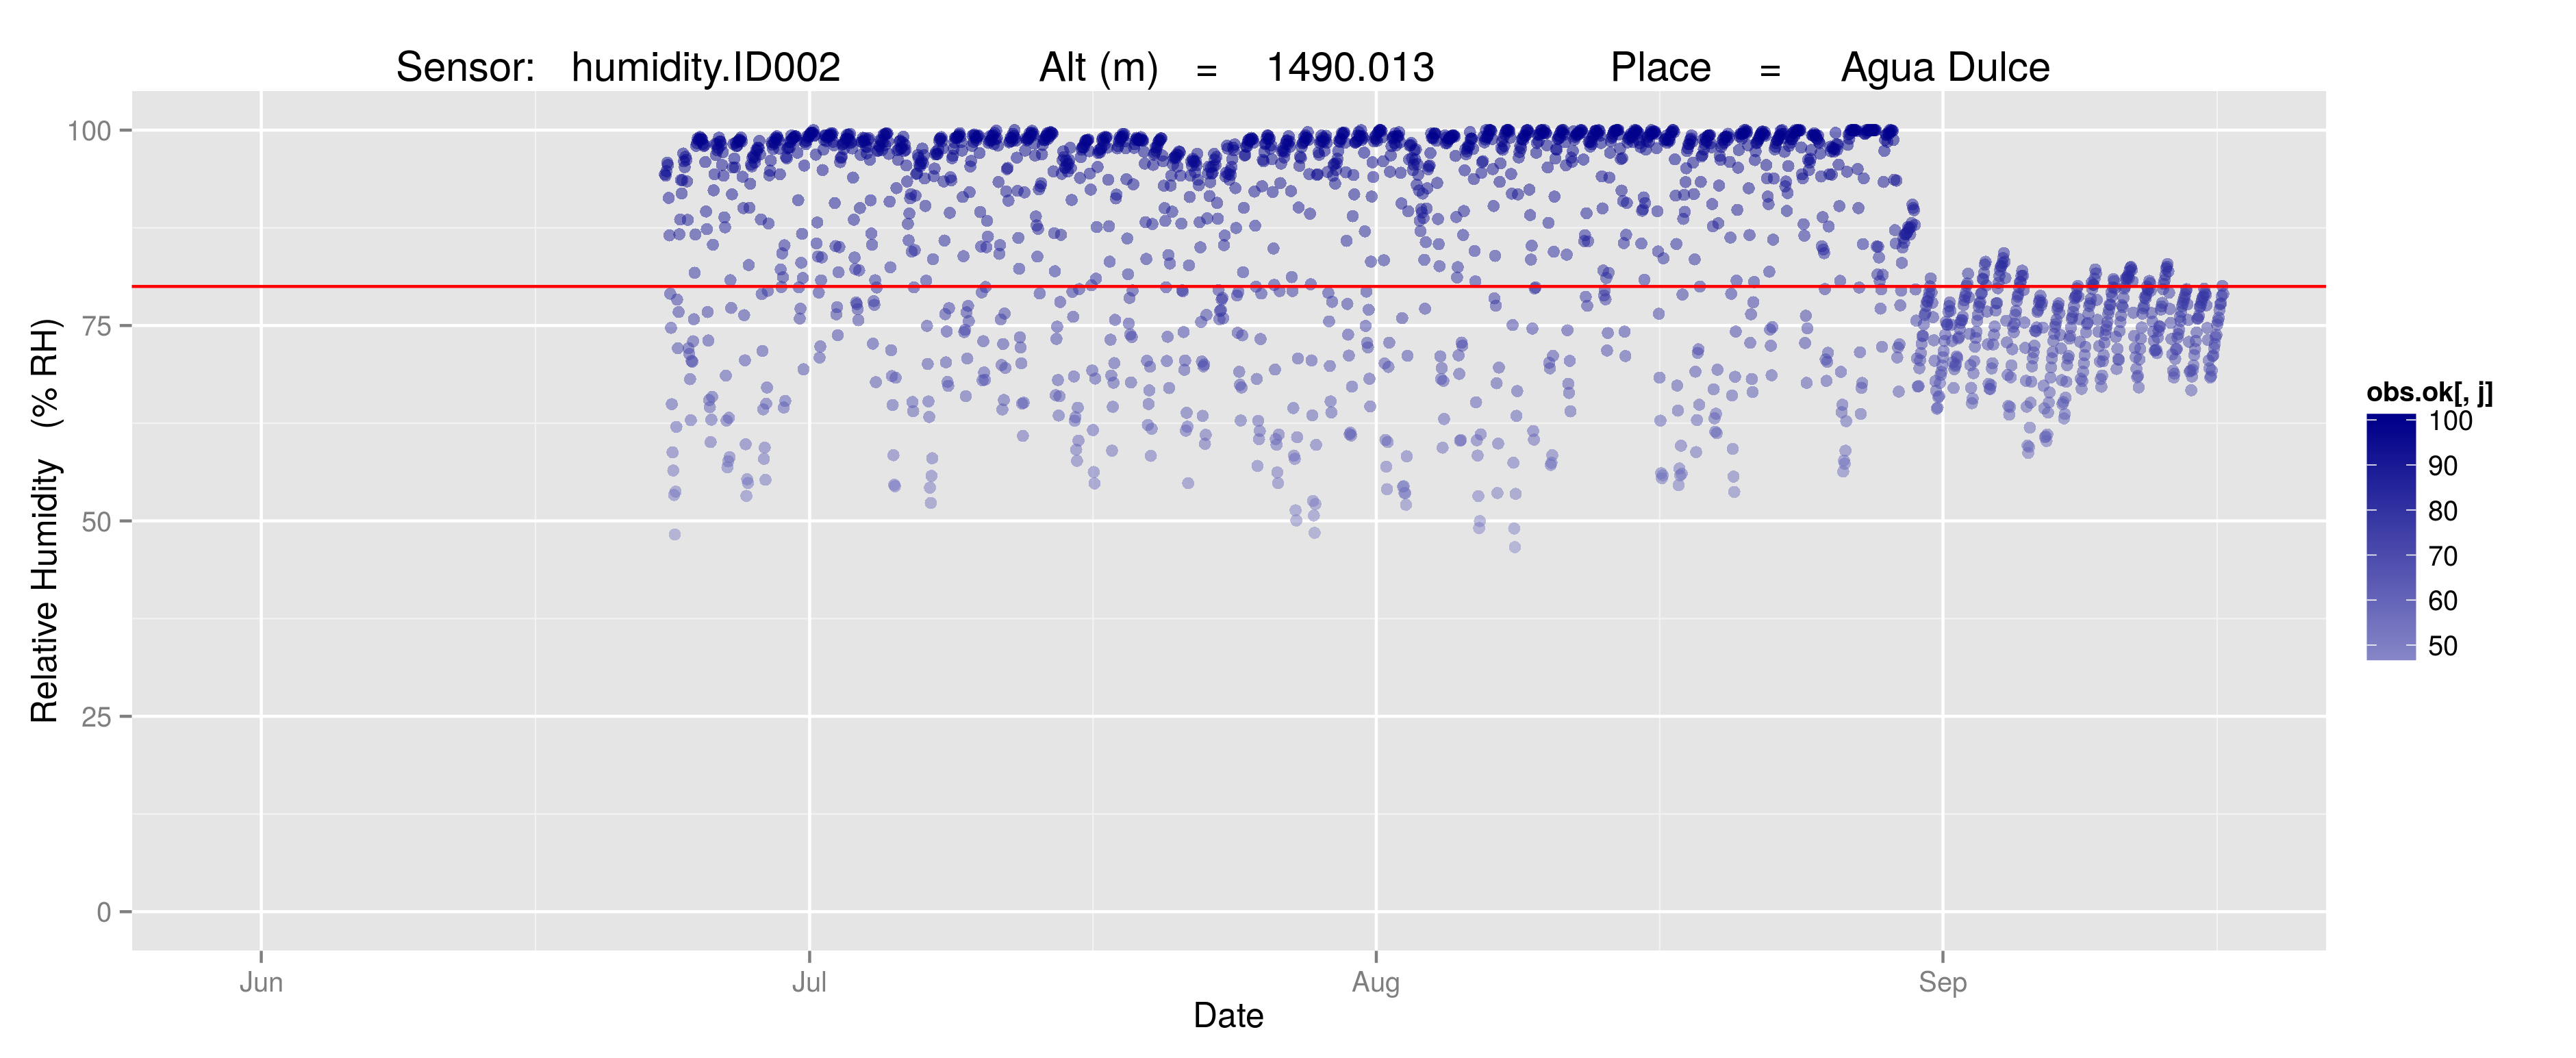 Sensor: humidity.ID002 Alt (m) = 1490.013 Place = Agua Dulce
Relative Humidity (% RH)
100
75
50
25
0
Jun Jul Aug Sep
Date
obs.ok[, j]
100
90
80
70
60
50